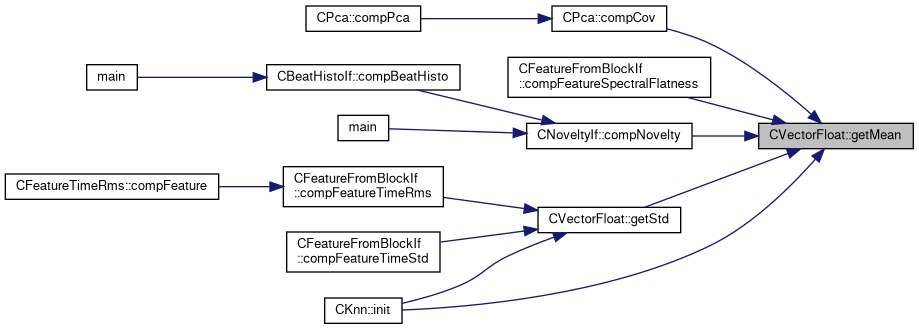 CPca::compPca
CPca::compCov
main
CBeatHistoIf::compBeatHisto
CFeatureFromBlockIf
::compFeatureSpectralFlatness
main
CNoveltyIf::compNovelty
CVectorFloat::getMean
CFeatureTimeRms::compFeature
CFeatureFromBlockIf
::compFeatureTimeRms
CVectorFloat::getStd
CFeatureFromBlockIf
::compFeatureTimeStd
CKnn::init